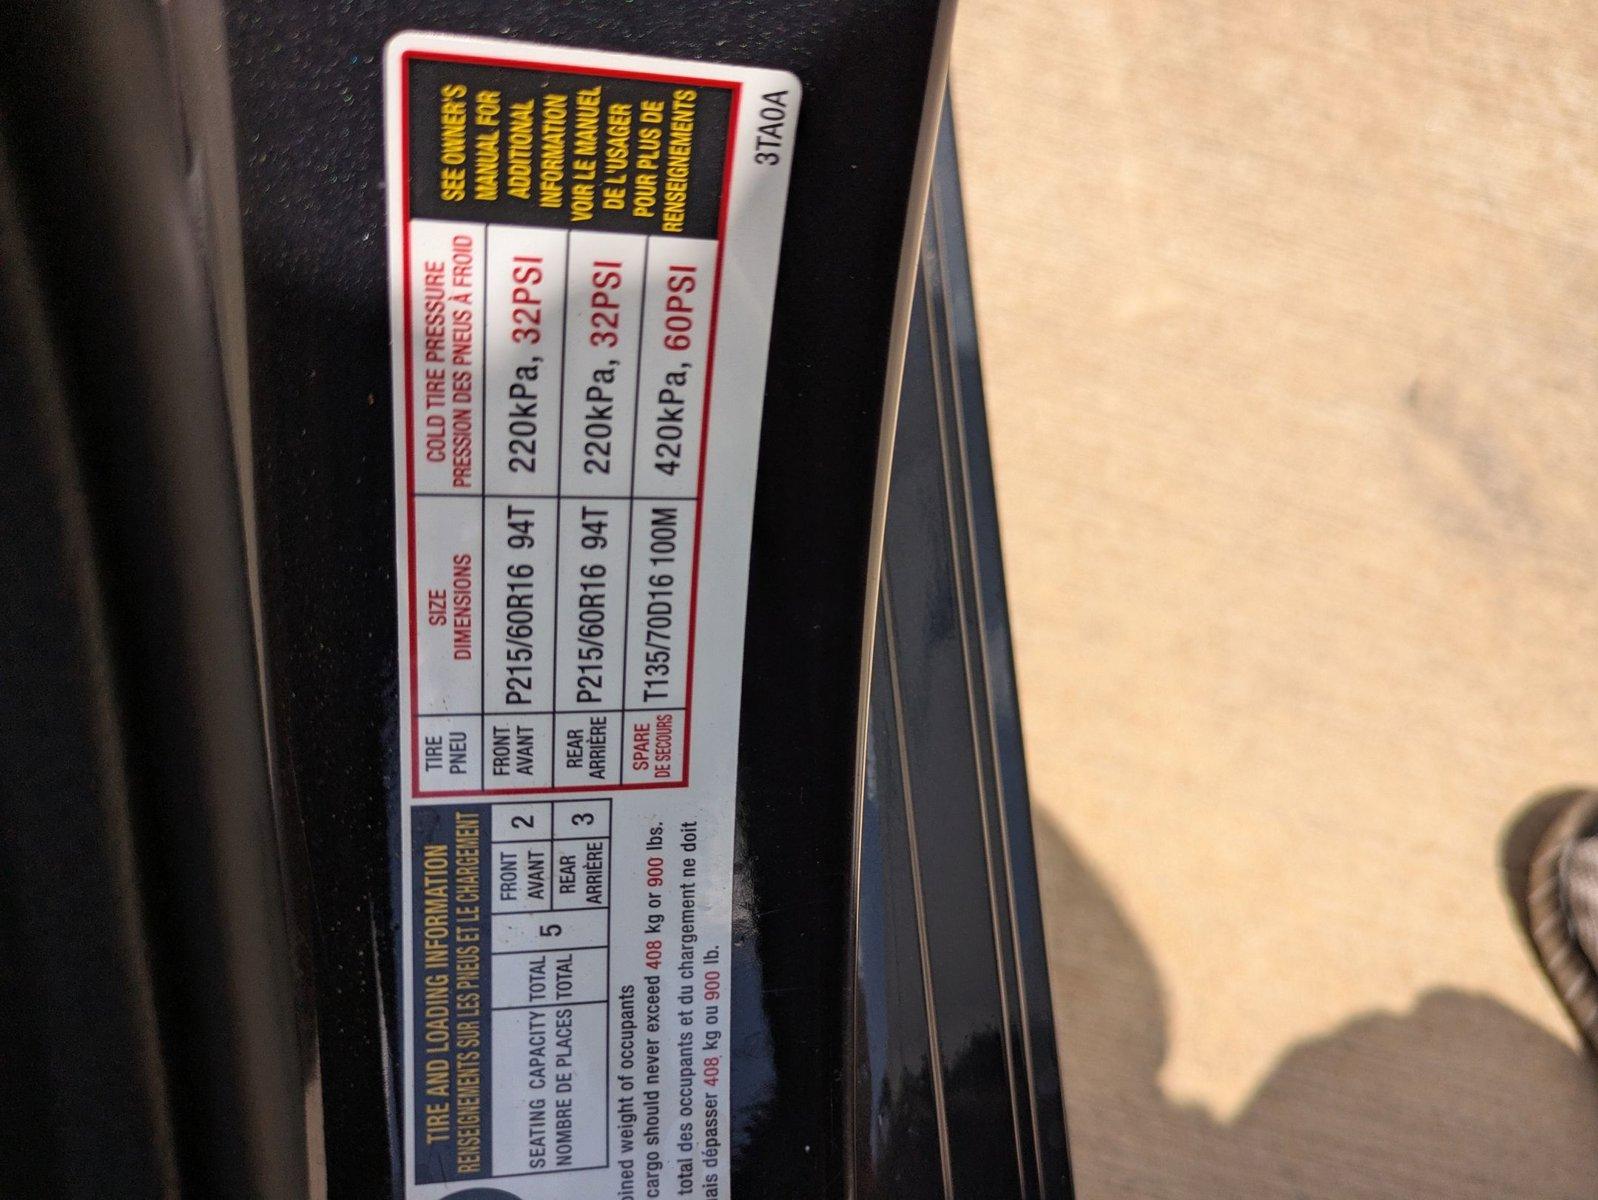 TIRE AND LOADING INFORMATION
RENSEIGNEMENTS SUR LES PNEUS ET LE CHARGEMENT
SEATING CAPACITY
NOMBRE DE PLACES
TOTAL
TOTAL
5
FRONT
AVANT
2
REAR
ARRIÈRE
3
weight of occupants
cargo should never exceed 408 kg or 900 lbs.
total des occupants et du chargement ne doit
dépasser 408 kg ou 900 lb.
TIRE
PNEU
SIZE
DIMENSIONS
COLD TIRE PRESSURE
PRESSION DES PNEUS À FROID
FRONT
AVANT
P215/60R16 94T
220kPa, 32PSI
REAR
ARRIÈRE
P215/60R16 94T
220kPa, 32PSI
SPARE
DE SECOURS
T135/70D16 100M
420kPa, 60PSI
SEE OWNER'S
MANUAL FOR
ADDITIONAL
INFORMATION
VOIR LE MANUEL
DE L'USAGER
POUR PLUS DE
RENSEIGNEMENTS
3TA0A